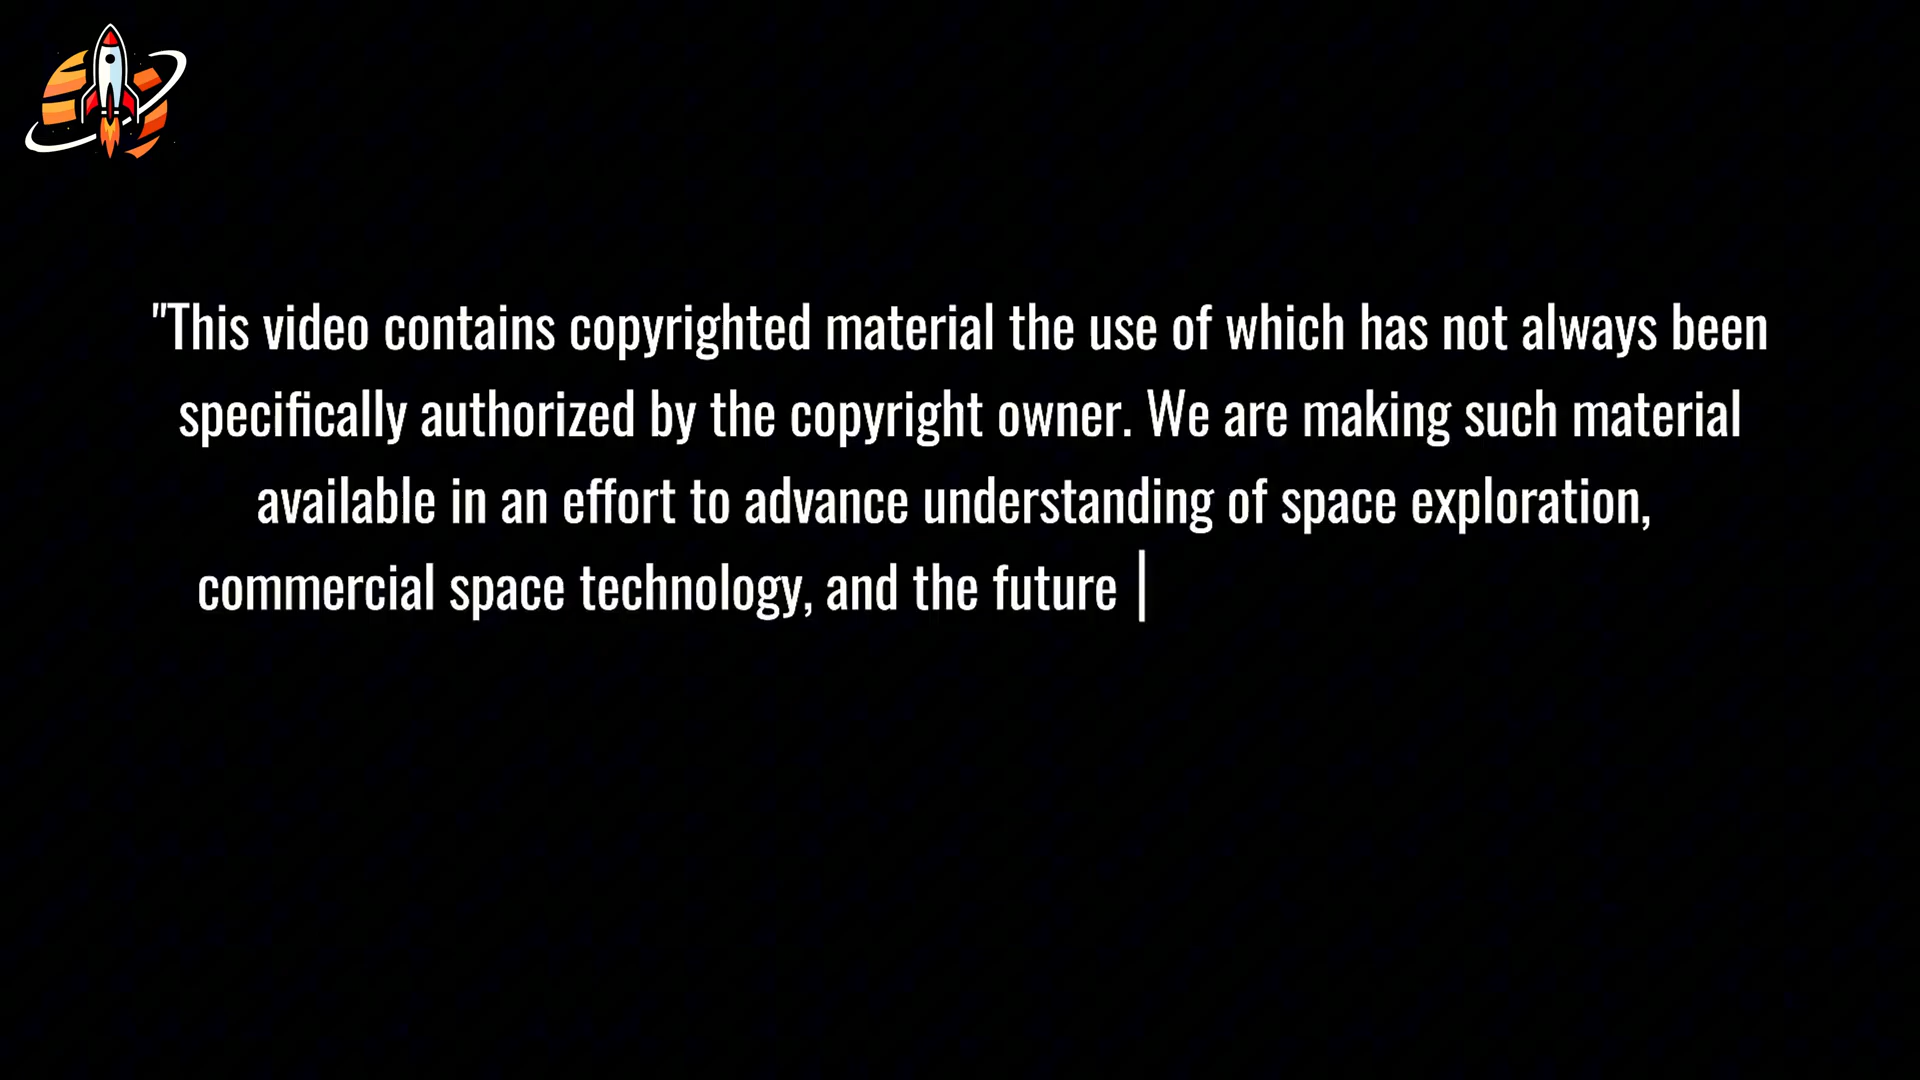 "This video contains copyrighted material the use of which has not always been
specifically authorized by the copyright owner. We are making such material
available in an effort to advance understanding of space exploration,
commercial space technology, and the future